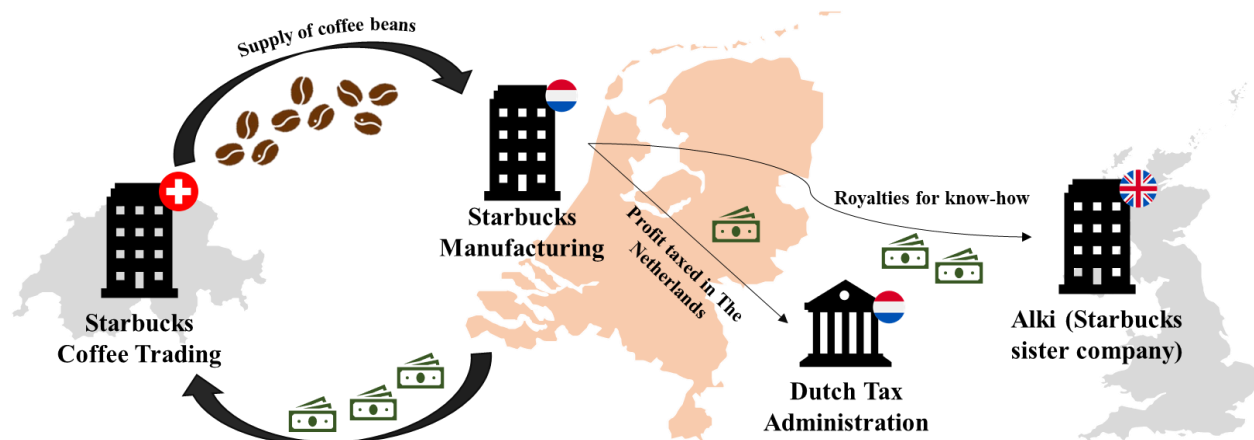 Supply of coffee beans
Starbucks
Manufacturing
Royalties for know-how
Profit taxed in The
Netherlands
Starbucks
Coffee Trading
Alki (Starbucks
sister company)
Dutch Tax
Administration